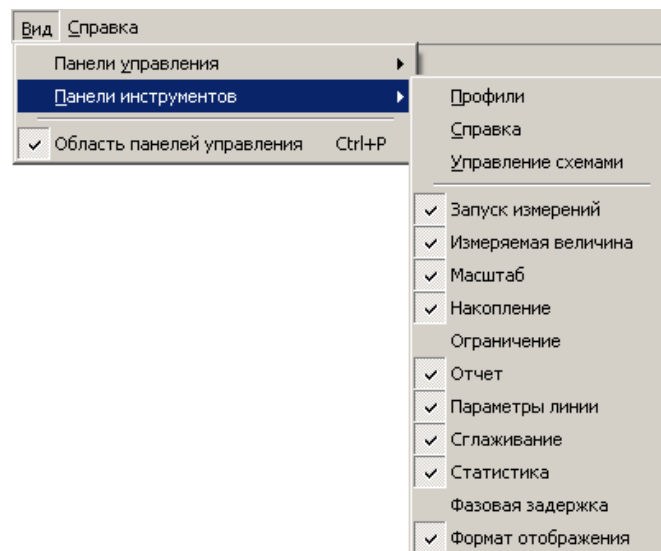 Вид Справка
Панели управления
Панели инструментов
Область панелей управления Ctrl+P
Профили
Справка
Управление схемами
Запуск измерений
Измеряемая величина
Масштаб
Накопление
Ограничение
Отчет
Параметры линии
Сглаживание
Статистика
Фазовая задержка
Формат отображения